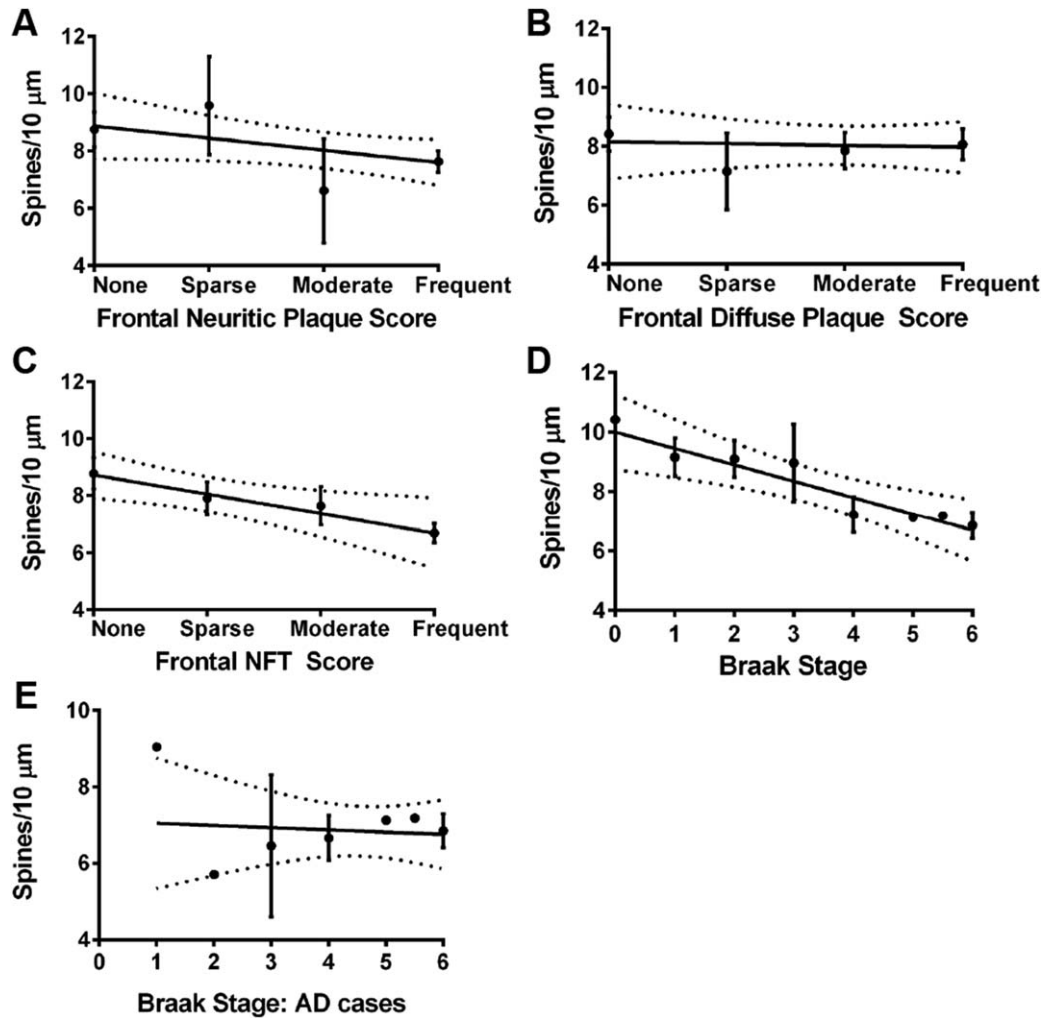 A
12
10
8
6
4
Spines/10 μm
None Sparse Moderate Frequent
Frontal Neuritic Plaque Score
B
12
10
8
6
4
Spines/10 μm
None Sparse Moderate Frequent
Frontal Diffuse Plaque Score
C
12
10
8
6
4
Spines/10 μm
None Sparse Moderate Frequent
Frontal NFT Score
D
12
10
8
6
4
Spines/10 μm
0 1 2 3 4 5 6
Braak Stage
E
10
8
6
4
Spines/10 μm
0 1 2 3 4 5 6
Braak Stage: AD cases